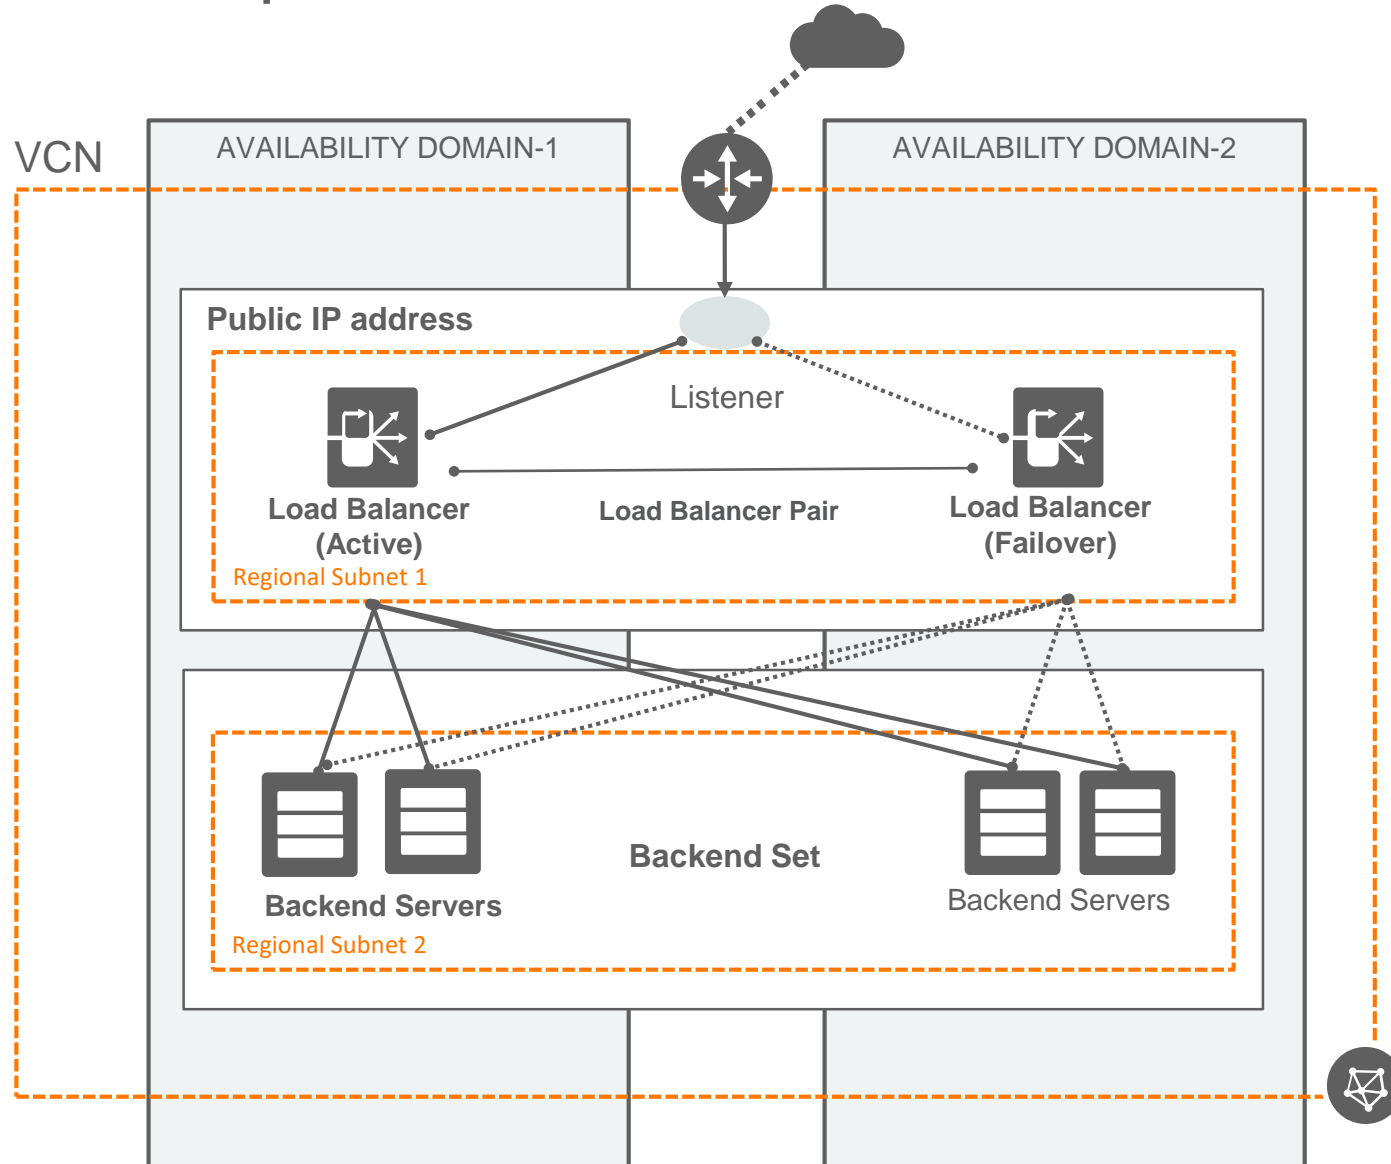 VCN
AVAILABILITY DOMAIN-1
AVAILABILITY DOMAIN-2
Public IP address
Listener
Load Balancer
(Active)
Load Balancer Pair
Load Balancer
(Failover)
Regional Subnet 1
Backend Set
Backend Servers
Backend Servers
Regional Subnet 2